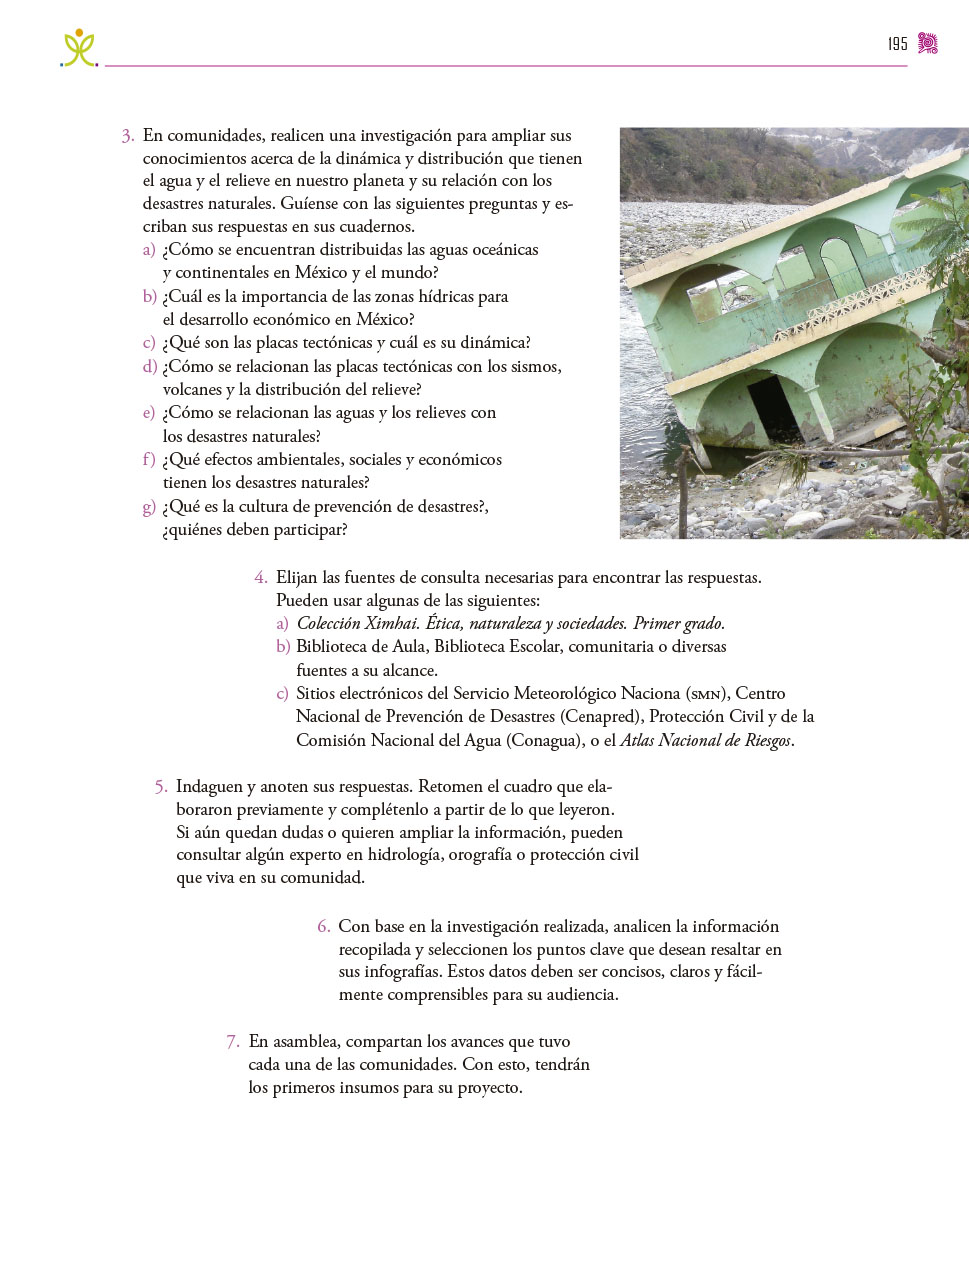 195
3. En comunidades, realicen una investigación para ampliar sus
conocimientos acerca de la dinámica y distribución que tienen
el agua y el relieve en nuestro planeta y su relación con los
desastres naturales. Guíense con las siguientes preguntas y es-
criban sus respuestas en sus cuadernos.
a) ¿Cómo se encuentran distribuidas las aguas oceánicas
y continentales en México y el mundo?
b) ¿Cuál es la importancia de las zonas hídricas para
el desarrollo económico en México?
c) ¿Qué son las placas tectónicas y cuál es su dinámica?
d) ¿Cómo se relacionan las placas tectónicas con los sismos,
volcanes y la distribución del relieve?
e) ¿Cómo se relacionan las aguas y los relieves con
los desastres naturales?
f) ¿Qué efectos ambientales, sociales y económicos
tienen los desastres naturales?
g) ¿Qué es la cultura de prevención de desastres?,
¿quiénes deben participar?
4. Elijan las fuentes de consulta necesarias para encontrar las respuestas.
Pueden usar algunas de las siguientes:
a) Colección Ximhai. Ética, naturaleza y sociedades. Primer grado.
b) Biblioteca de Aula, Biblioteca Escolar, comunitaria o diversas
fuentes a su alcance.
c) Sitios electrónicos del Servicio Meteorológico Naciona (SMN), Centro
Nacional de Prevención de Desastres (Cenapred), Protección Civil y de la
Comisión Nacional del Agua (Conagua), o el Atlas Nacional de Riesgos.
5. Indaguen y anoten sus respuestas. Retomen el cuadro que ela-
boraron previamente y complétenlo a partir de lo que leyeron.
Si aún quedan dudas o quieren ampliar la información, pueden
consultar algún experto en hidrología, orografía o protección civil
que viva en su comunidad.
6. Con base en la investigación realizada, analicen la información
recopilada y seleccionen los puntos clave que desean resaltar en
sus infografías. Estos datos deben ser concisos, claros y fácil-
mente comprensibles para su audiencia.
7. En asamblea, compartan los avances que tuvo
cada una de las comunidades. Con esto, tendrán
los primeros insumos para su proyecto.